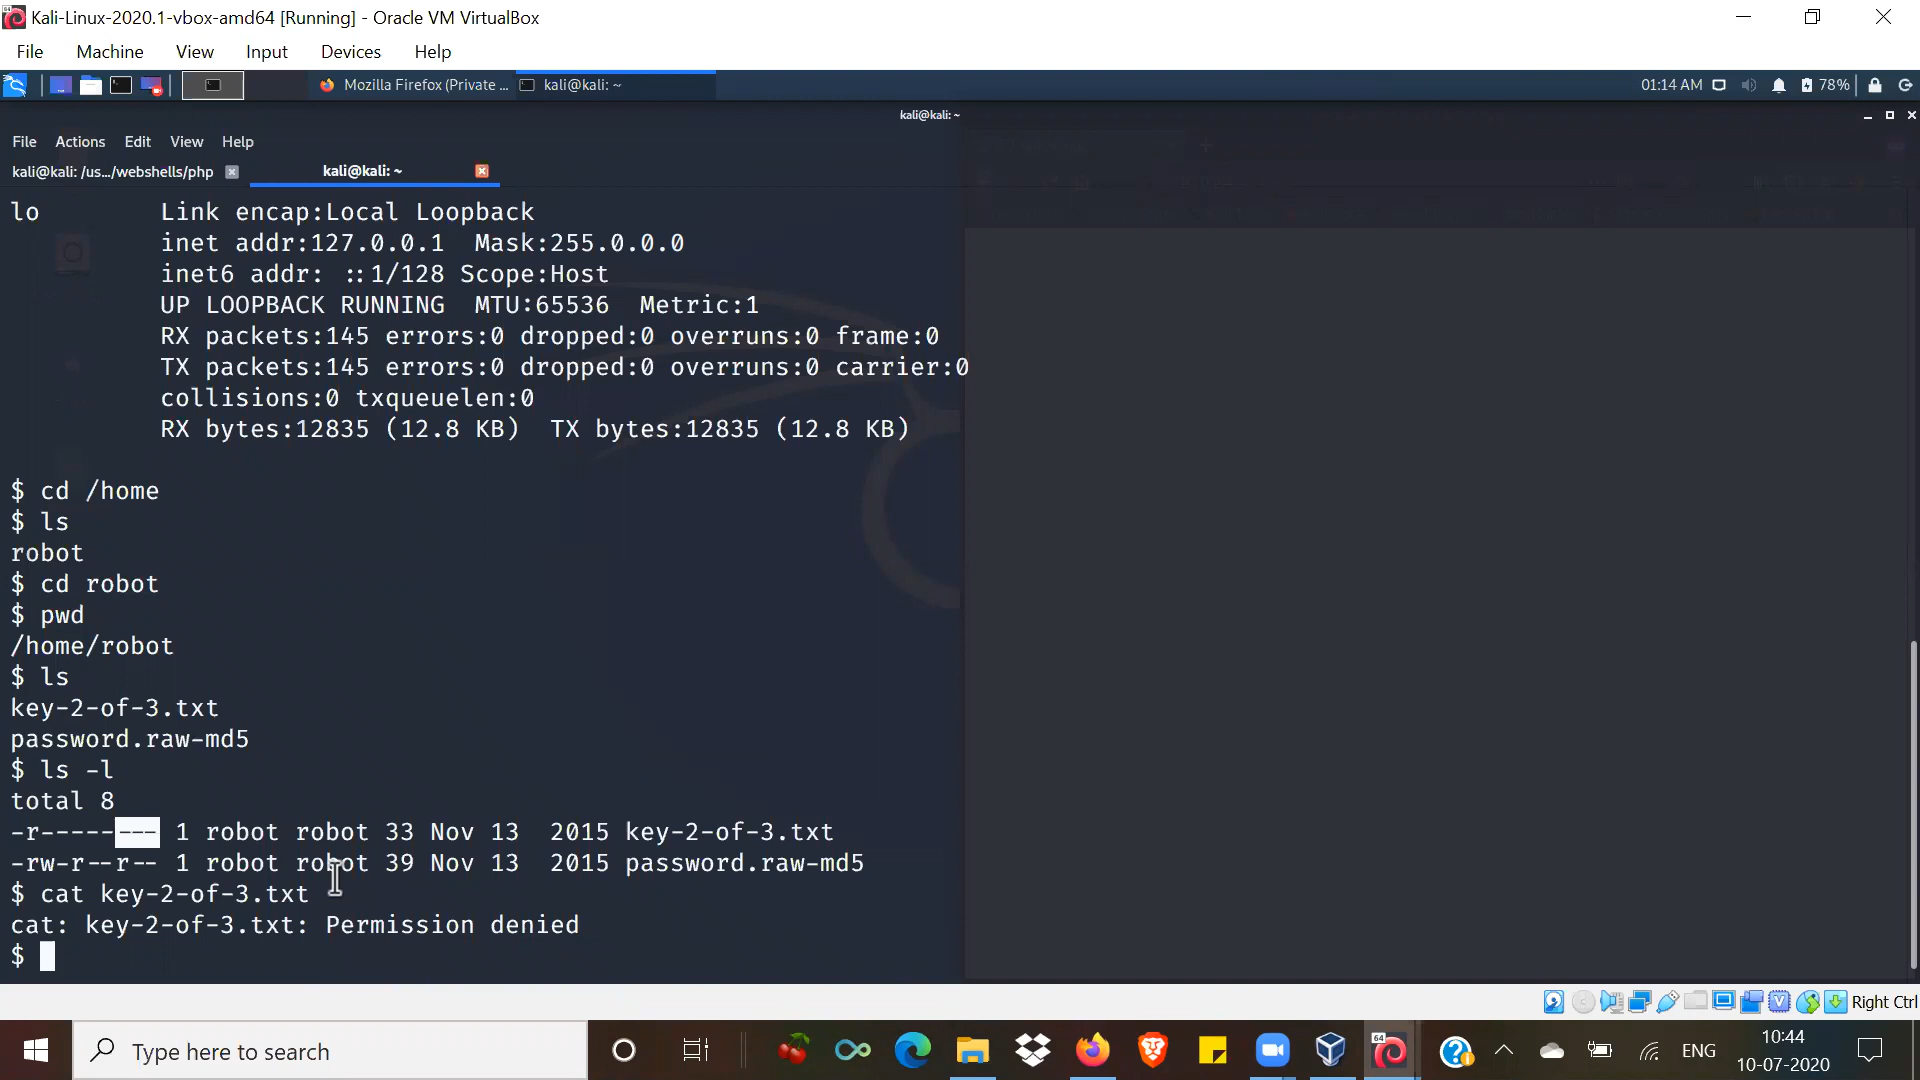 Kali-Linux-2020.1-vbox-amd64 [Running] - Oracle VM VirtualBox
File Machine View Input Devices Help
Mozilla Firefox (Private ... kali@kali: ~ 01:14 AM 78%
kali@kali: ~
File Actions Edit View Help
kali@kali: /us.../webshells/php kali@kali: ~
lo Link encap:Local Loopback
inet addr:127.0.0.1 Mask:255.0.0.0
inet6 addr: ::1/128 Scope:Host
UP LOOPBACK RUNNING MTU:65536 Metric:1
RX packets:145 errors:0 dropped:0 overruns:0 frame:0
TX packets:145 errors:0 dropped:0 overruns:0 carrier:0
collisions:0 txqueuelen:0
RX bytes:12835 (12.8 KB) TX bytes:12835 (12.8 KB)
$ cd /home
$ ls
robot
$ cd robot
$ pwd
/home/robot
$ ls
key-2-of-3.txt
password.raw-md5
$ ls -l
total 8
-r-------- 1 robot robot 33 Nov 13 2015 key-2-of-3.txt
-rw-r--r-- 1 robot robot 39 Nov 13 2015 password.raw-md5
$ cat key-2-of-3.txt
cat: key-2-of-3.txt: Permission denied
$
Right Ctrl
Type here to search
64
ENG
10:44
10-07-2020